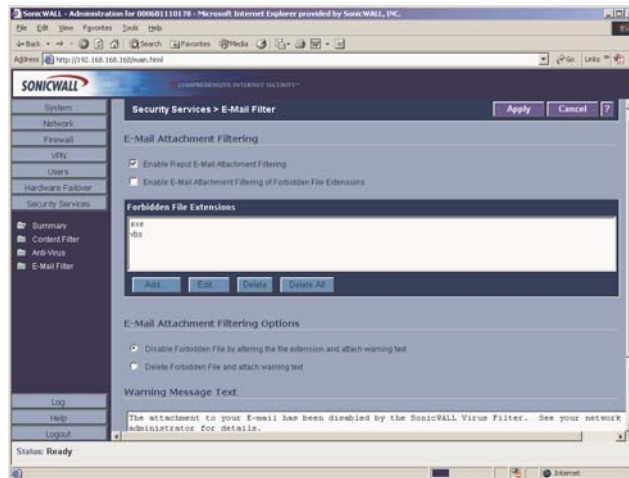 SonicWALL - Administration for 0006B1110178 - Microsoft Internet Explorer provided by SonicWALL, INC.
File Edit View Favorites Tools Help
Back Search Favorites Media
Address http://192.168.168.168/main.html Go Links
SONICWALL COMPREHENSIVE INTERNET SECURITY
System
Network
Firewall
VPN
Users
Hardware Failover
Security Services
Summary
Content Filter
Anti-Virus
E-Mail Filter
Log
Help
Logout
Security Services > E-Mail Filter Apply Cancel ?
E-Mail Attachment Filtering
Enable Rapid E-Mail Attachment Filtering
Enable E-Mail Attachment Filtering of Forbidden File Extensions
Forbidden File Extensions
exe
vbs
Add... Edit... Delete Delete All
E-Mail Attachment Filtering Options
Disable Forbidden File by altering the file extension and attach warning text
Delete Forbidden File and attach warning text
Warning Message Text
The attachment to your E-mail has been disabled by the SonicWALL Virus Filter. See your network
administrator for details.
Status: Ready
Internet